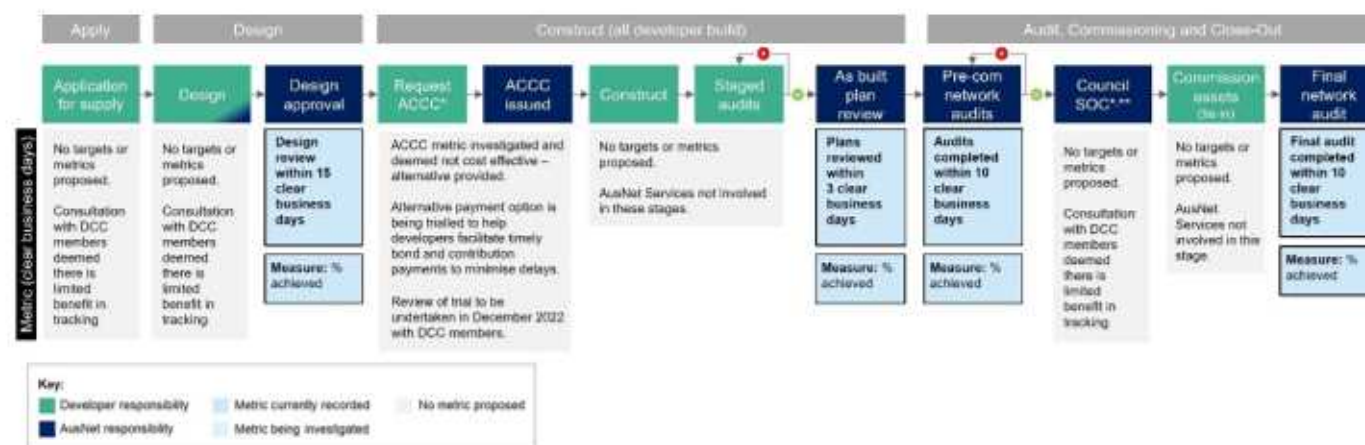 Apply
Design
Construct (all developer build)
Audit, Commissioning and Close-Out
Application
for supply
Design
Design
approval
Request
ACCC*
ACCC
issued
Construct
Staged
audits
As built
plan
review
Pre-com
network
audits
Council
SOC*,**
Commission
assets
(tie-in)
Final
network
audit
Metric (clear business days)
No targets or
metrics
proposed.
Consultation
with DCC
members
deemed
there is
limited
benefit in
tracking
No targets or
metrics
proposed.
Consultation
with DCC
members
deemed
there is
limited
benefit in
tracking
Design
review
within 15
clear
business
days
Measure: %
achieved
ACCC metric investigated and
deemed not cost effective –
alternative provided.
Alternative payment option is
being trialled to help
developers facilitate timely
bond and contribution
payments to minimise delays.
Review of trial to be
undertaken in December 2022
with DCC members.
No targets or metrics
proposed.
AusNet Services not involved
in these stages.
Plans
reviewed
within
3 clear
business
days
Measure: %
achieved
Audits
completed
within 10
clear
business
days
Measure: %
achieved
No targets or
metrics
proposed.
Consultation
with DCC
members
deemed
there is
limited
benefit in
tracking
No targets or
metrics
proposed.
AusNet
Services not
involved in this
stage.
Final audit
completed
within 10
clear
business
days
Measure: %
achieved
Key:
Developer responsibility
Metric currently recorded
No metric proposed
AusNet responsibility
Metric being investigated